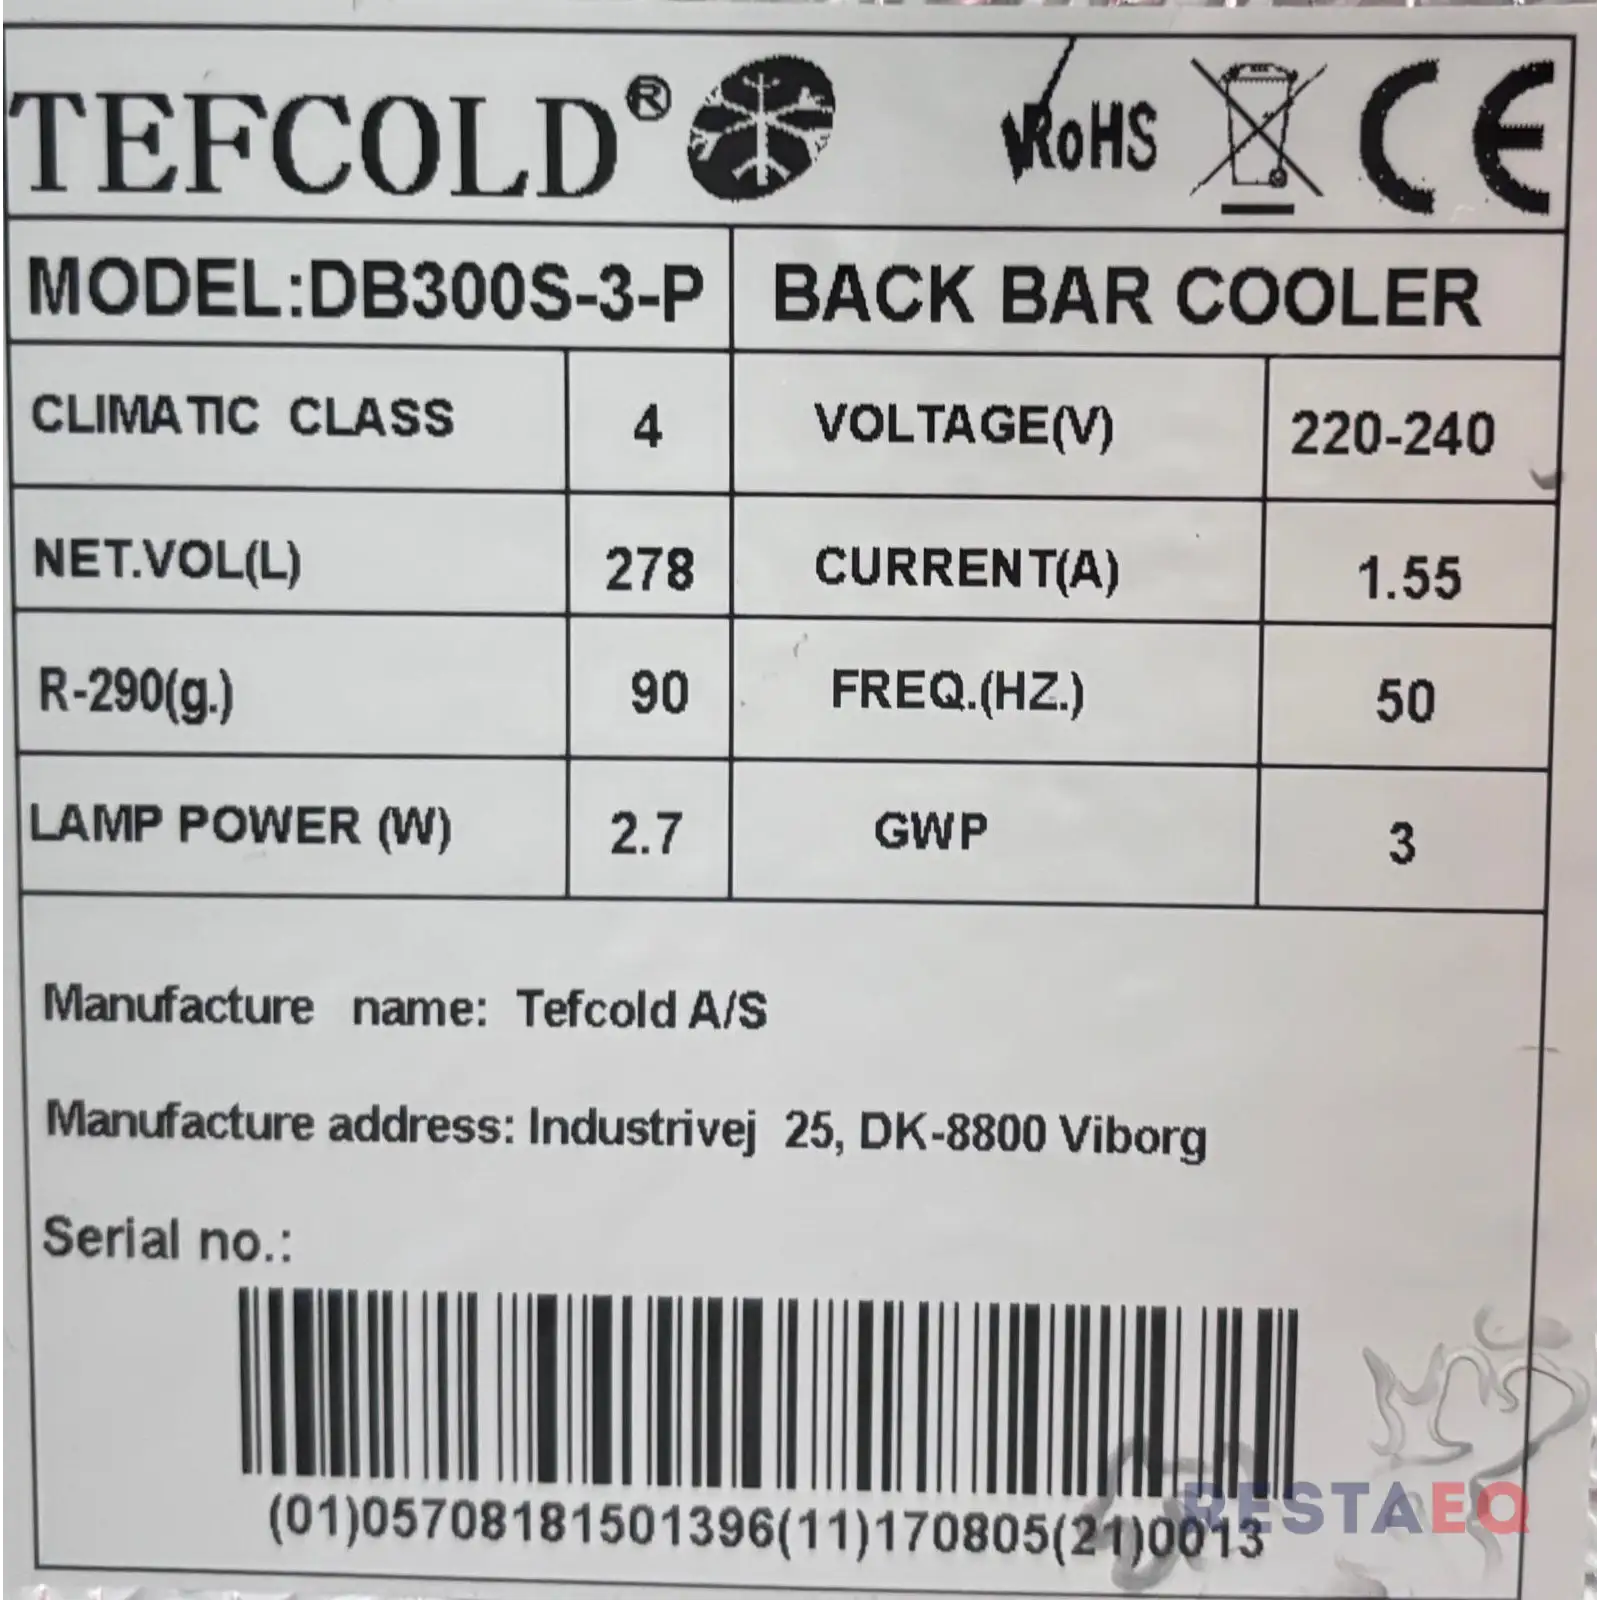 TEFCOLD® RoHS CE
MODEL:DB300S-3-P BACK BAR COOLER
CLIMATIC CLASS 4 VOLTAGE(V) 220-240
NET.VOL(L) 278 CURRENT(A) 1.55
R-290(g.) 90 FREQ.(HZ.) 50
LAMP POWER (W) 2.7 GWP 3
Manufacture name: Tefcold A/S
Manufacture address: Industrivej 25, DK-8800 Viborg
Serial no.:
(01)05708181501396(11)170805(21)0013
RESTAEQ